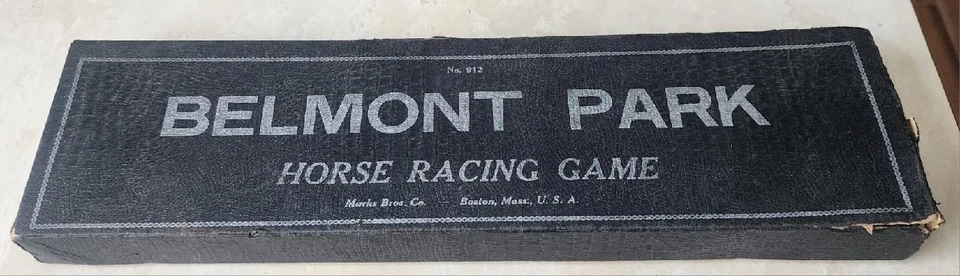 No. 912
BELMONT PARK
HORSE RACING GAME
Marks Bros. Co. Boston, Mass., U. S. A.